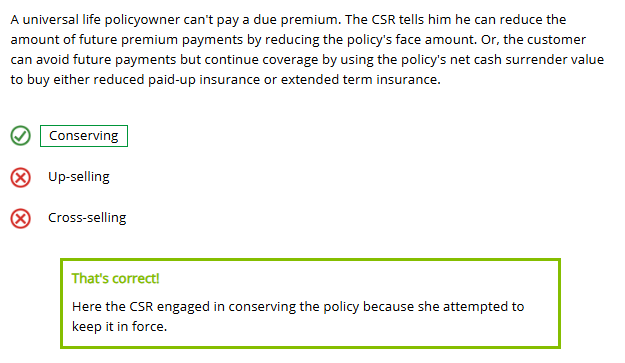 A universal life policyowner can't pay a due premium. The CSR tells him he can reduce the
amount of future premium payments by reducing the policy's face amount. Or, the customer
can avoid future payments but continue coverage by using the policy's net cash surrender value
to buy either reduced paid-up insurance or extended term insurance.
Conserving
Up-selling
Cross-selling
That's correct!
Here the CSR engaged in conserving the policy because she attempted to
keep it in force.